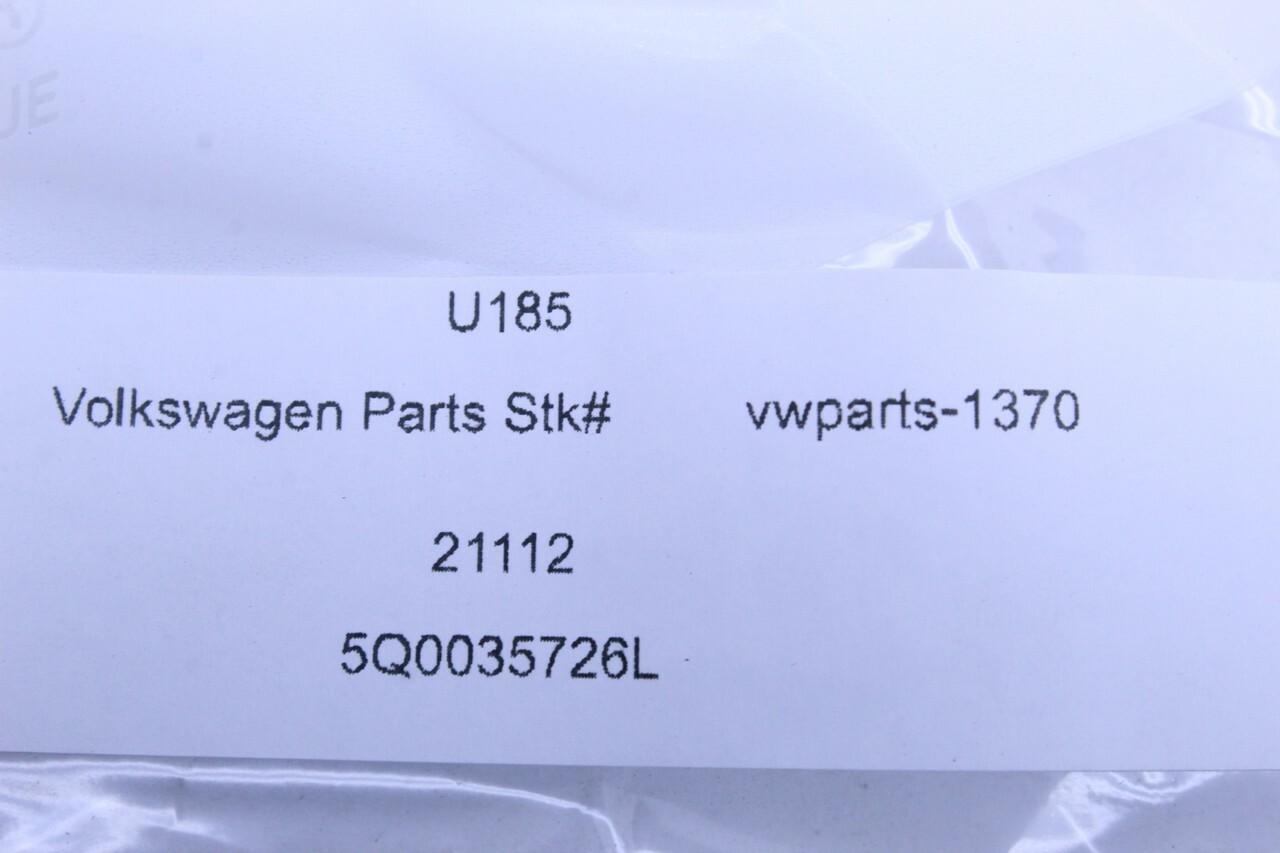 U185
Volkswagen Parts Stk# vwparts-1370
21112
5Q0035726L